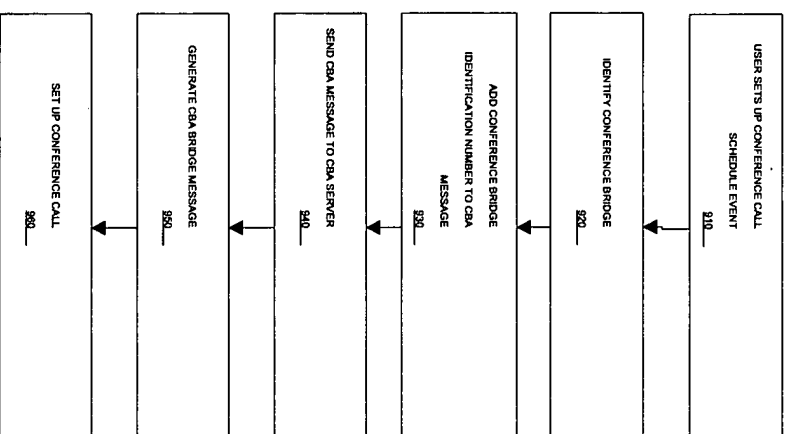 USER SETS UP CONFERENCE CALL
SCHEDULE EVENT
910
IDENTIFY CONFERENCE BRIDGE
920
ADD CONFERENCE BRIDGE
IDENTIFICATION NUMBER TO CBA
MESSAGE
930
SEND CBA MESSAGE TO CBA SERVER
940
GENERATE CBA BRIDGE MESSAGE
950
SET UP CONFERENCE CALL
960